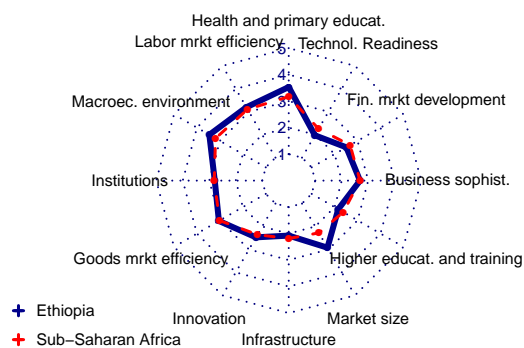 Health and primary educat.
Labor mrkt efficiency
Technol. Readiness
5
4
3
2
1
Macroec. environment
Fin. mrkt development
Institutions
Business sophist.
Goods mrkt efficiency
Higher educat. and training
Innovation
Market size
Infrastructure
Ethiopia
Sub−Saharan Africa